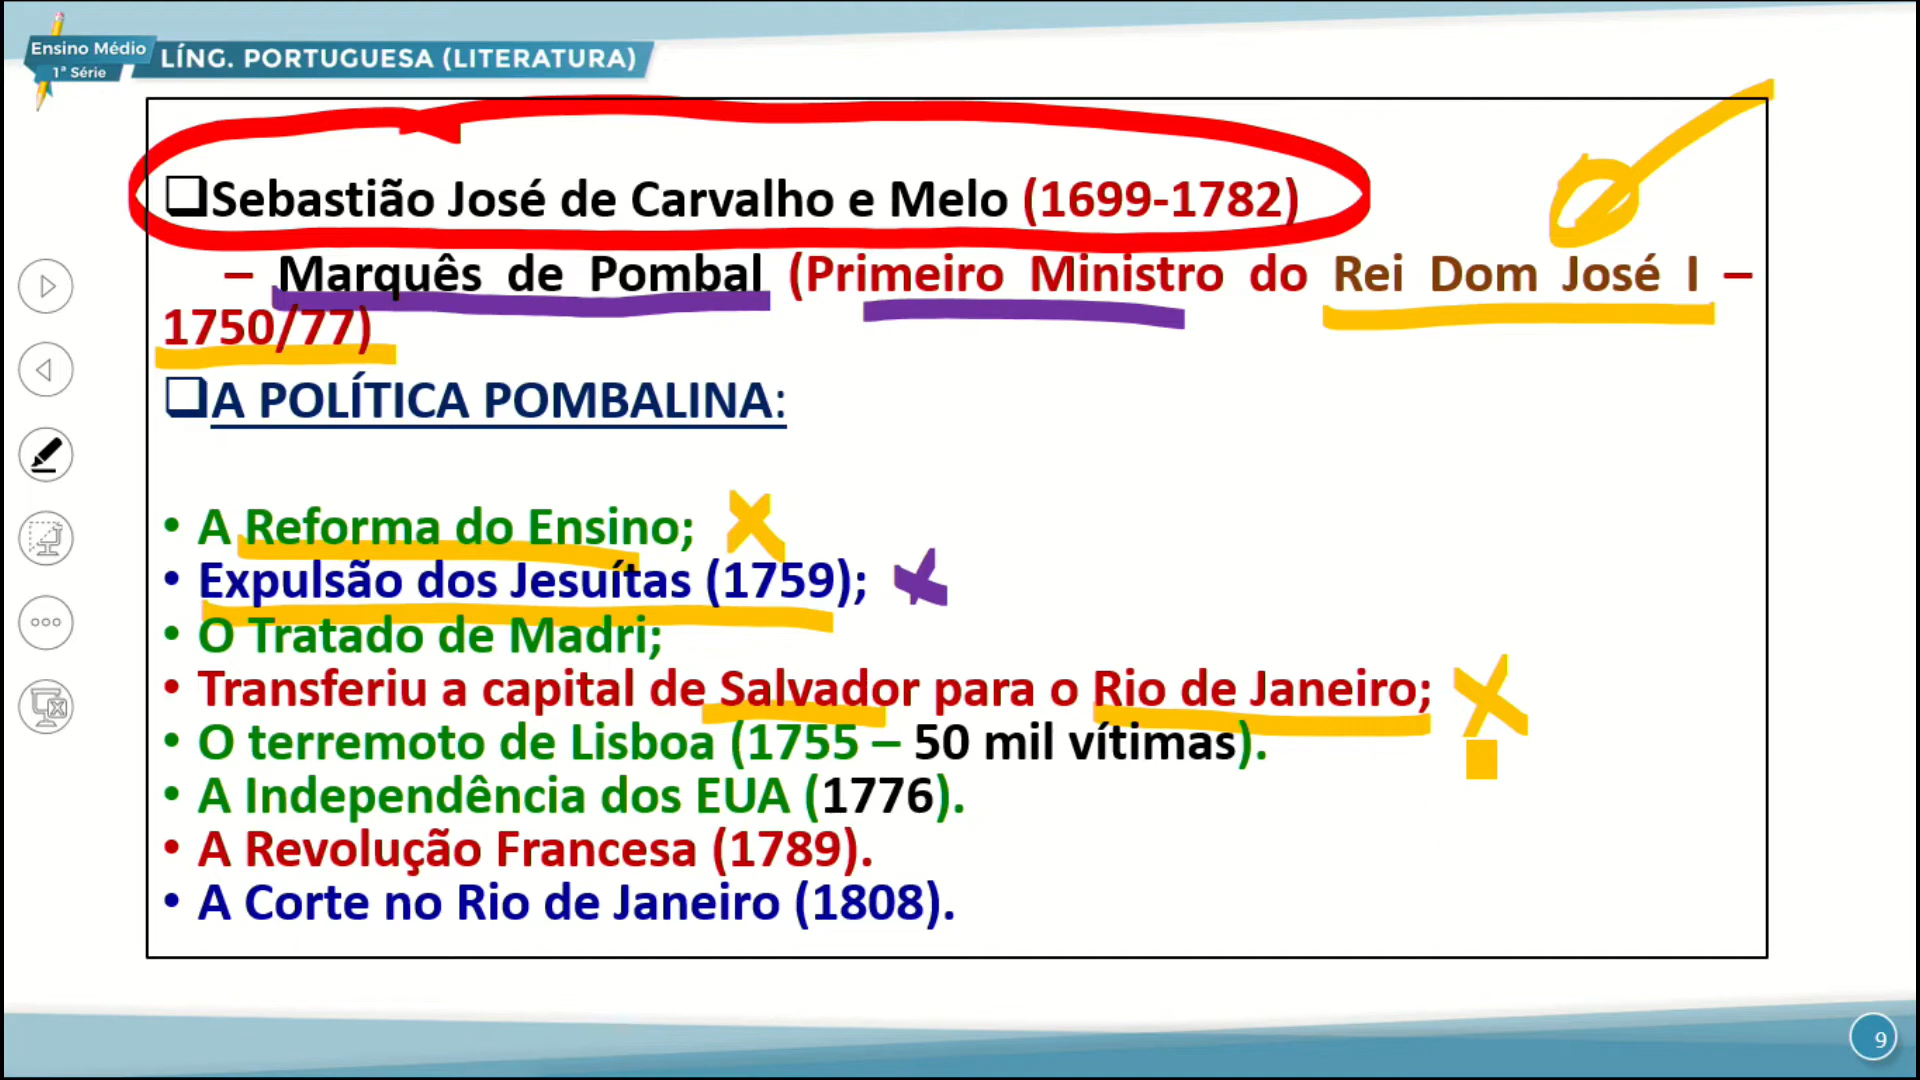 Ensino Médio
1ª Série
LÍNG. PORTUGUESA (LITERATURA)
❑Sebastião José de Carvalho e Melo (1699-1782)
– Marquês de Pombal (Primeiro Ministro do Rei Dom José I –
1750/77)
❑A POLÍTICA POMBALINA:
• A Reforma do Ensino;
• Expulsão dos Jesuítas (1759);
• O Tratado de Madri;
• Transferiu a capital de Salvador para o Rio de Janeiro;
• O terremoto de Lisboa (1755 – 50 mil vítimas).
• A Independência dos EUA (1776).
• A Revolução Francesa (1789).
• A Corte no Rio de Janeiro (1808).
9